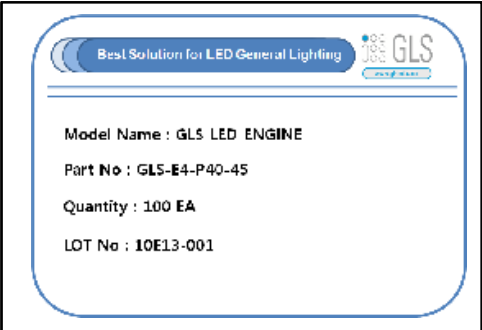 Best Solution for LED General Lighting
GLS
Model Name : GLS LED ENGINE
Part No : GLS-E4-P40-45
Quantity : 100 EA
LOT No : 10E13-001